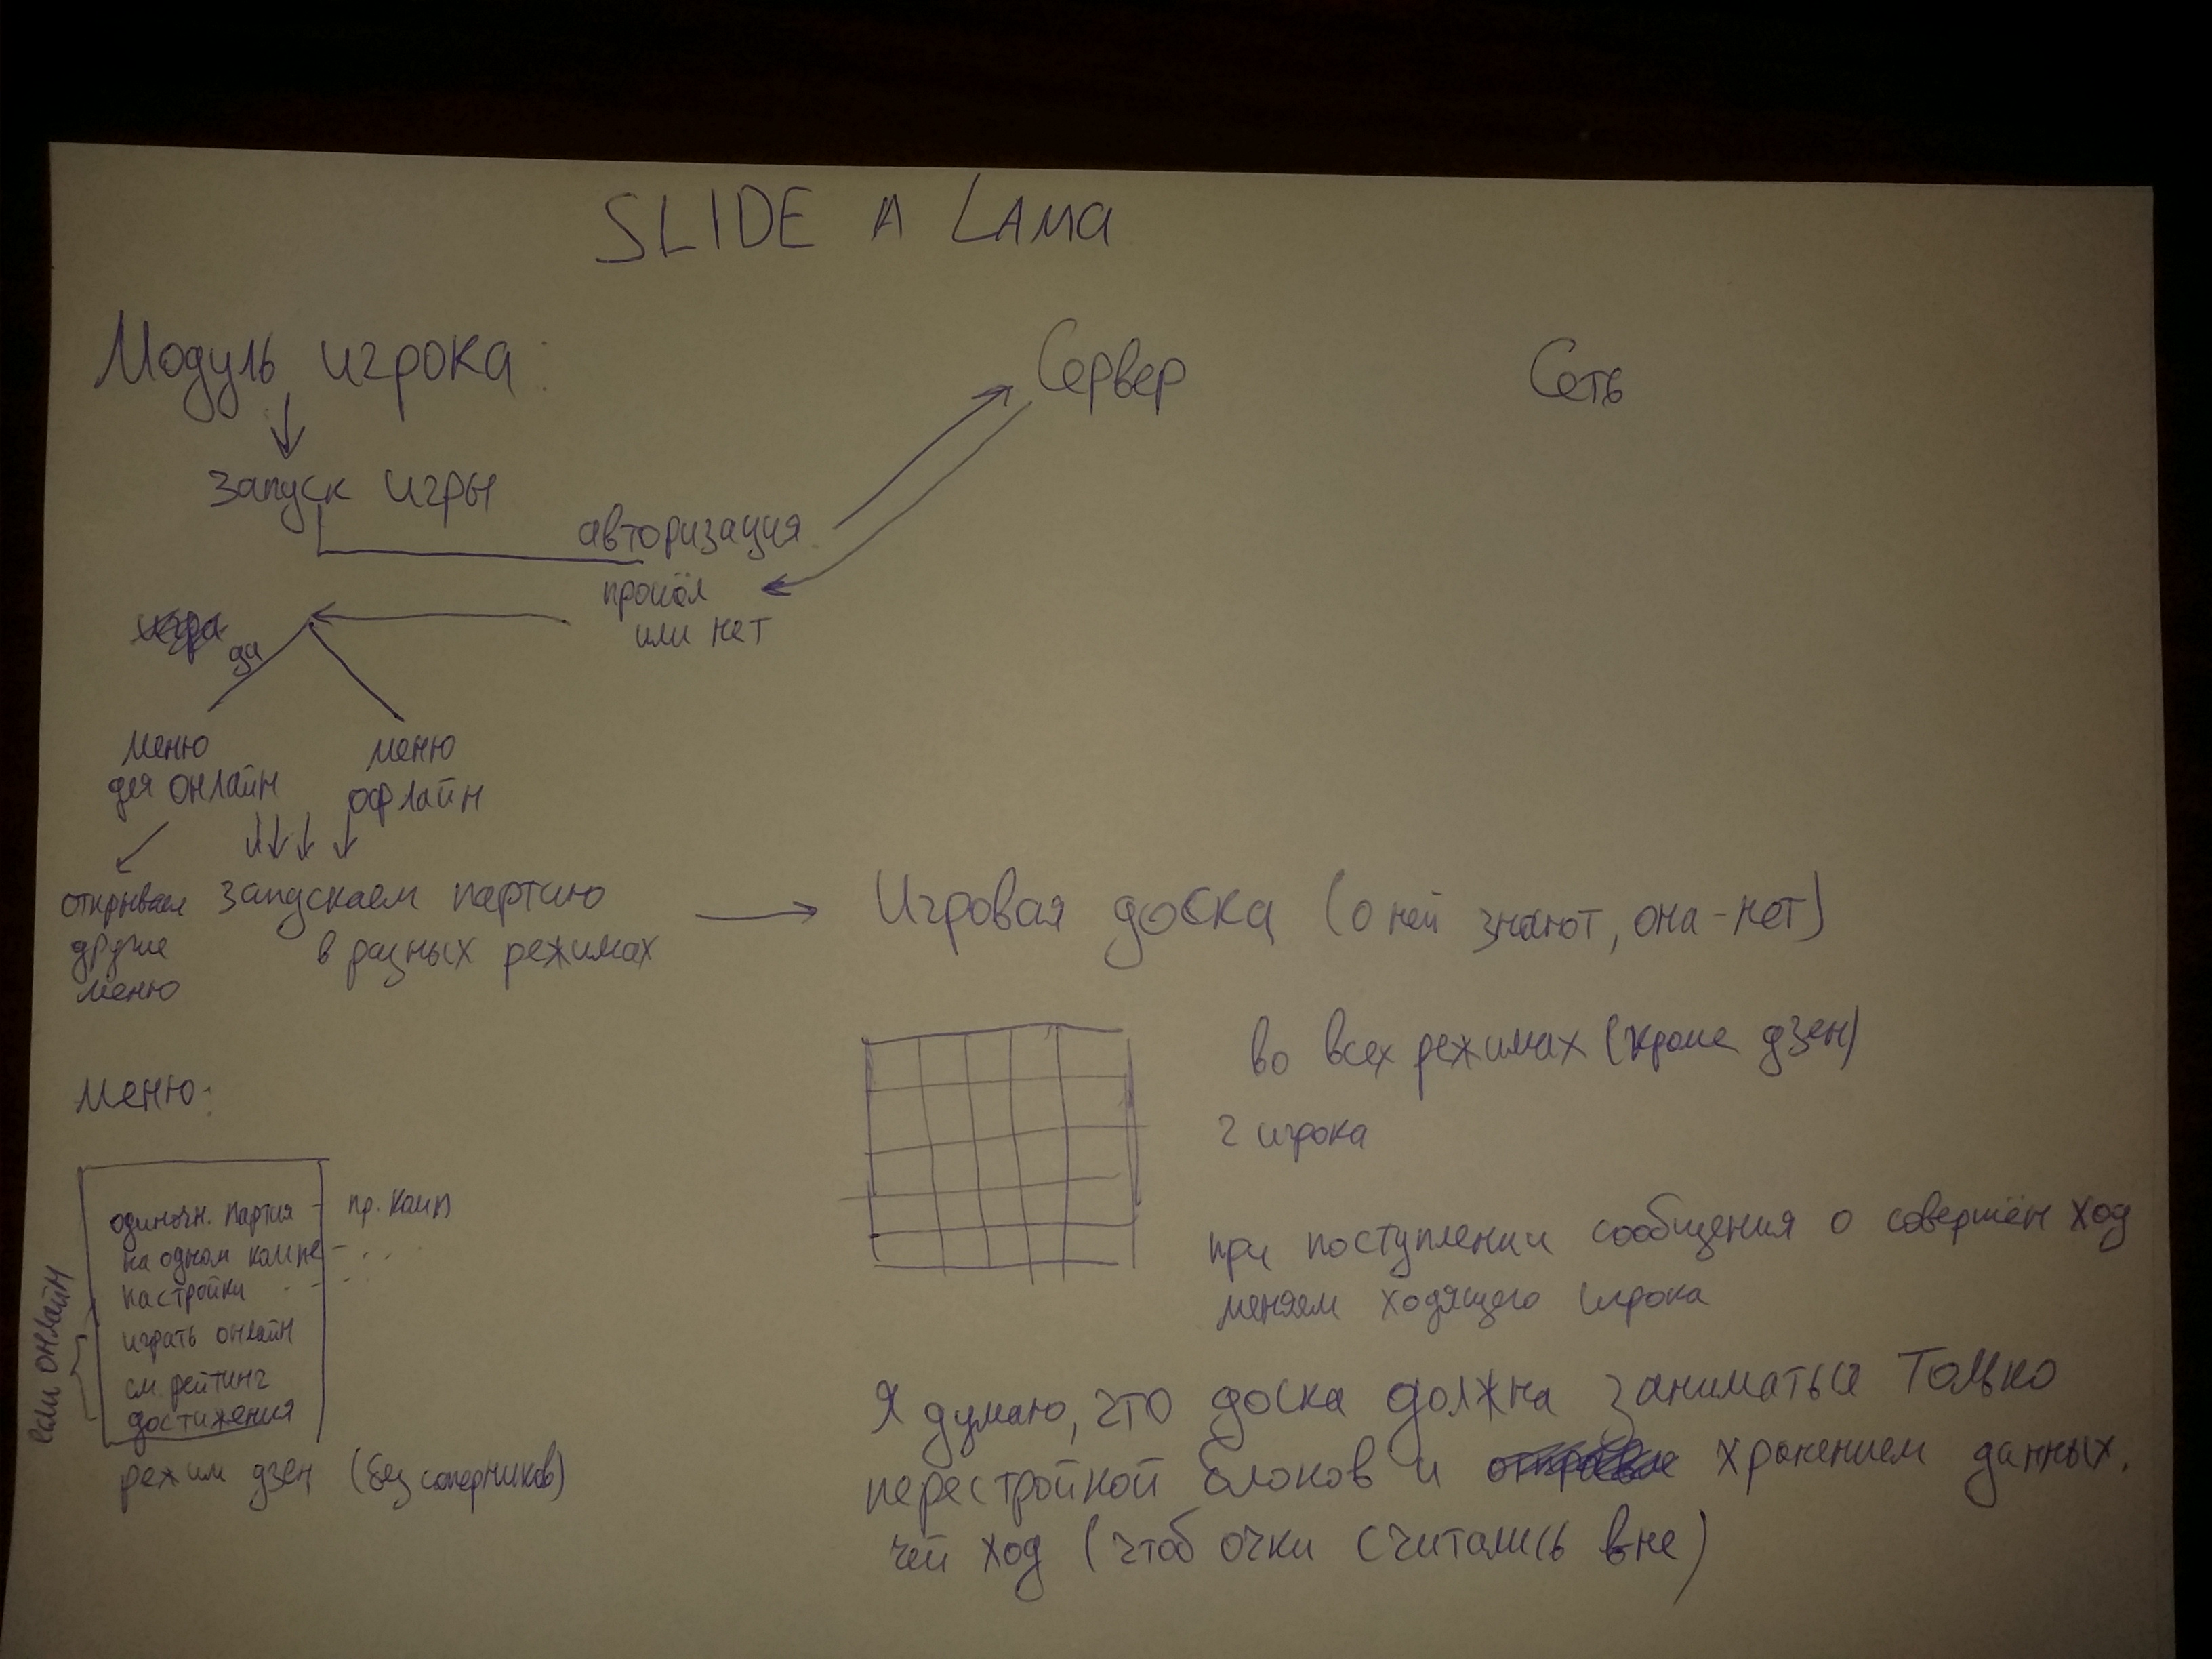 SLIDE A LAMA
Модуль игрока:
Сервер
Сеть
запуск игры
авторизация
прошёл
или нет
да
меню
для онлайн
меню
офлайн
открываем
другие
меню
запускаем партию
в разных режимах
Игровая доска (о ней знают, она - нет)
во всех режимах (кроме дзен)
2 игрока
при поступлении сообщения о совершён ход
меняем ходящего игрока
Меню:
одиночн. партия - пр. комп
на одном компе - . . .
настройки - - -
играть онлайн
см. рейтинг
достижения
если онлайн
режим дзен (без соперников)
Я думаю, что доска должна заниматься только
перестройкой блоков и хранением данных.
чей ход (чтоб очки считались вне)